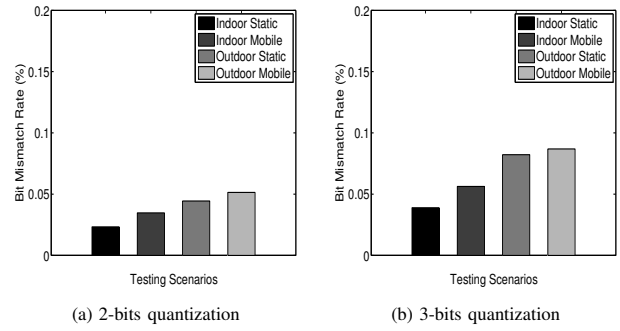 0.2
0.15
0.1
0.05
0
Bit Mismatch Rate (%)
Indoor Static
Indoor Mobile
Outdoor Static
Outdoor Mobile
Testing Scenarios
(a) 2-bits quantization
0.2
0.15
0.1
0.05
0
Bit Mismatch Rate (%)
Indoor Static
Indoor Mobile
Outdoor Static
Outdoor Mobile
Testing Scenarios
(b) 3-bits quantization